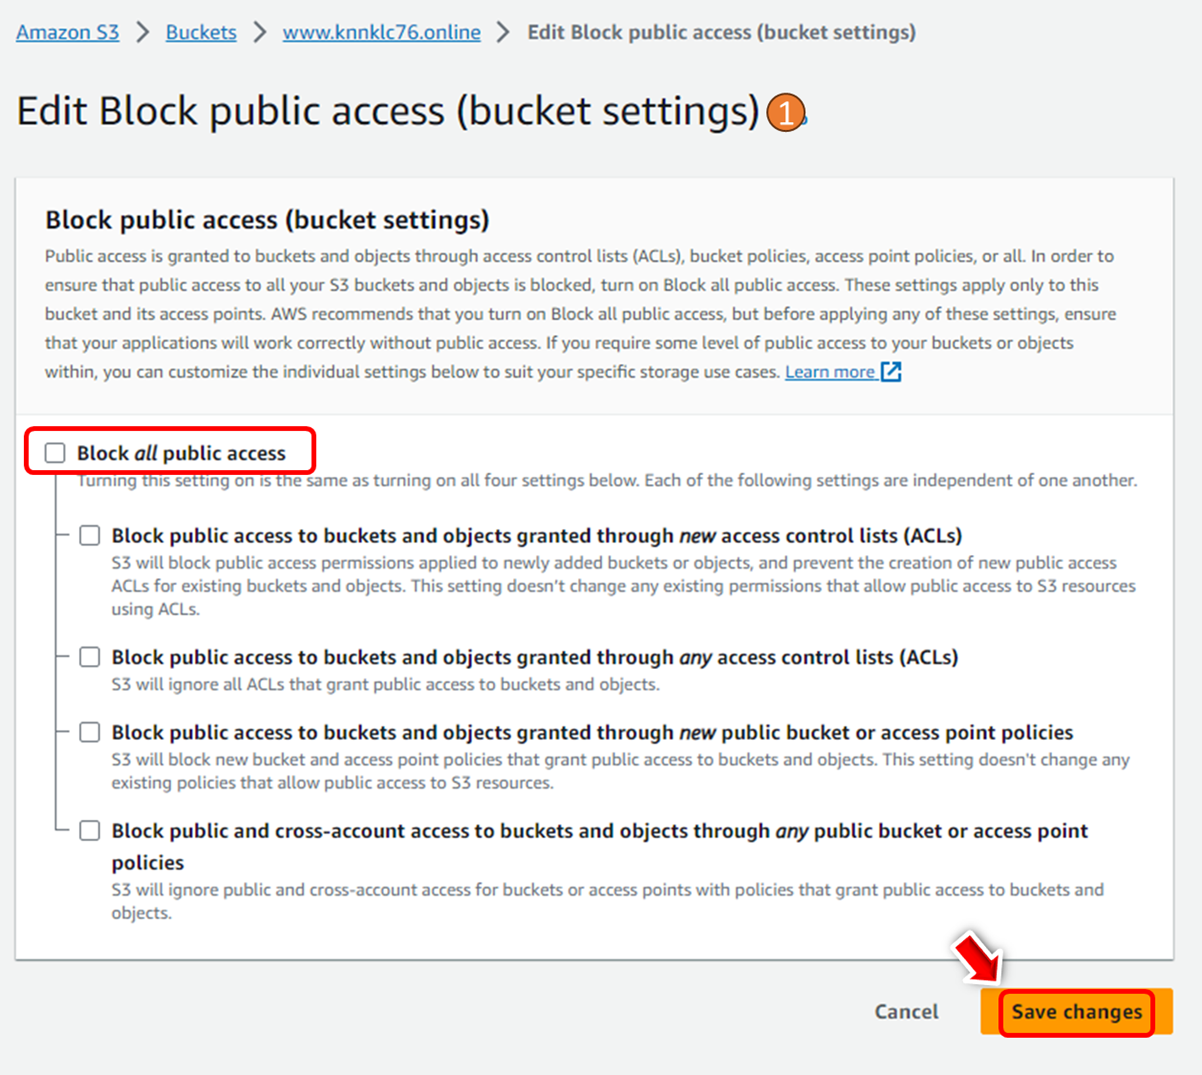 Amazon S3 > Buckets > www.knnklc76.online > Edit Block public access (bucket settings)
Edit Block public access (bucket settings) 1
Block public access (bucket settings)
Public access is granted to buckets and objects through access control lists (ACLs), bucket policies, access point policies, or all. In order to
ensure that public access to all your S3 buckets and objects is blocked, turn on Block all public access. These settings apply only to this
bucket and its access points. AWS recommends that you turn on Block all public access, but before applying any of these settings, ensure
that your applications will work correctly without public access. If you require some level of public access to your buckets or objects
within, you can customize the individual settings below to suit your specific storage use cases. Learn more
Block all public access
Turning this setting on is the same as turning on all four settings below. Each of the following settings are independent of one another.
Block public access to buckets and objects granted through new access control lists (ACLs)
S3 will block public access permissions applied to newly added buckets or objects, and prevent the creation of new public access
ACLs for existing buckets and objects. This setting doesn't change any existing permissions that allow public access to S3 resources
using ACLs.
Block public access to buckets and objects granted through any access control lists (ACLs)
S3 will ignore all ACLs that grant public access to buckets and objects.
Block public access to buckets and objects granted through new public bucket or access point policies
S3 will block new bucket and access point policies that grant public access to buckets and objects. This setting doesn't change any
existing policies that allow public access to S3 resources.
Block public and cross-account access to buckets and objects through any public bucket or access point
policies
S3 will ignore public and cross-account access for buckets or access points with policies that grant public access to buckets and
objects.
Cancel Save changes